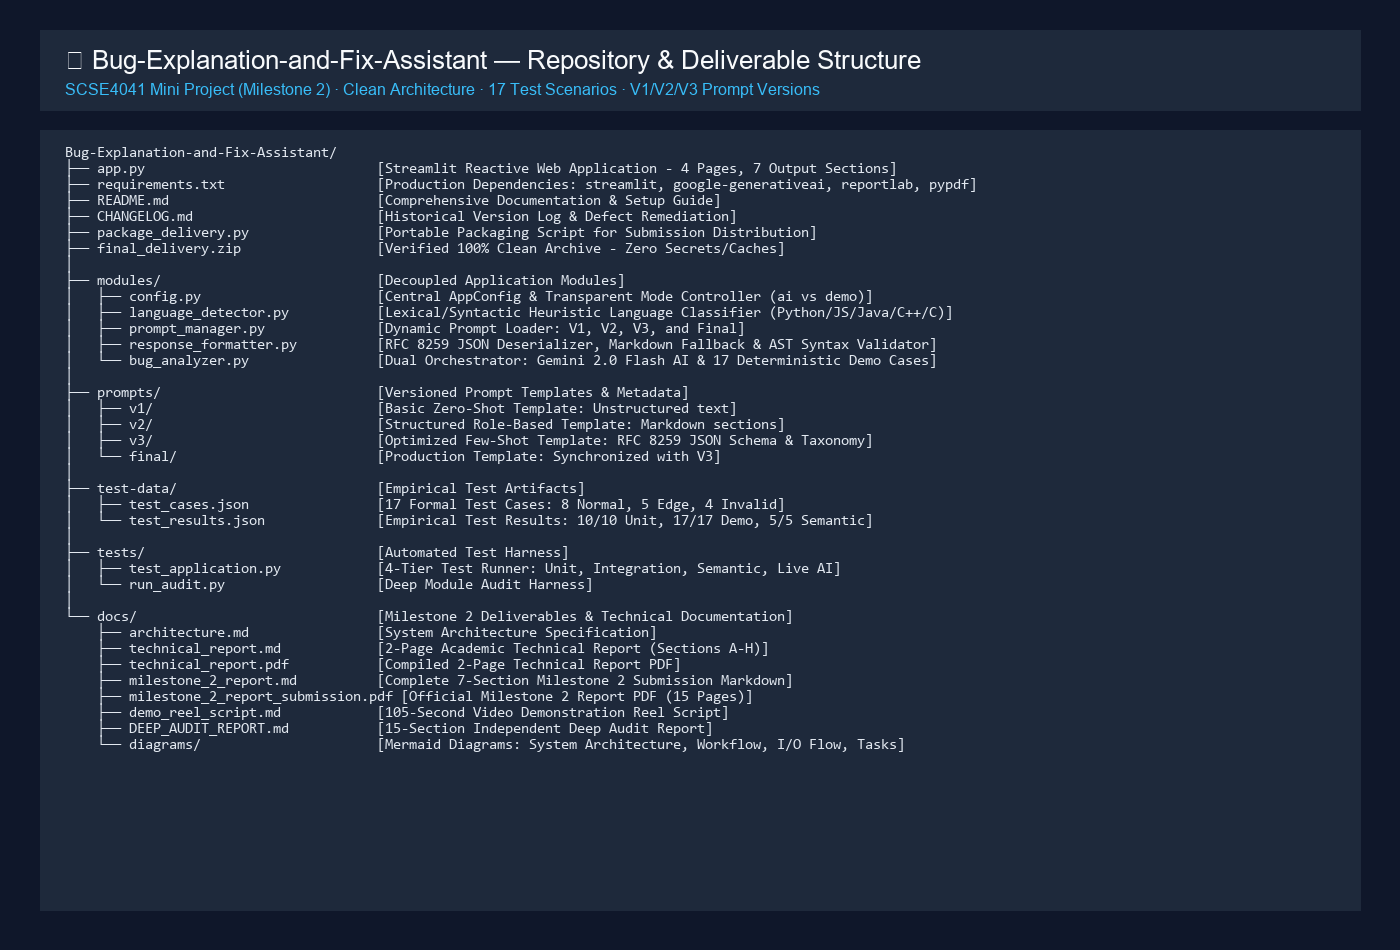 Bug-Explanation-and-Fix-Assistant — Repository & Deliverable Structure
SCSE4041 Mini Project (Milestone 2) · Clean Architecture · 17 Test Scenarios · V1/V2/V3 Prompt Versions
Bug-Explanation-and-Fix-Assistant/
├── app.py                             [Streamlit Reactive Web Application - 4 Pages, 7 Output Sections]
├── requirements.txt                   [Production Dependencies: streamlit, google-generativeai, reportlab, pypdf]
├── README.md                          [Comprehensive Documentation & Setup Guide]
├── CHANGELOG.md                       [Historical Version Log & Defect Remediation]
├── package_delivery.py                [Portable Packaging Script for Submission Distribution]
├── final_delivery.zip                 [Verified 100% Clean Archive - Zero Secrets/Caches]
│
├── modules/                           [Decoupled Application Modules]
│   ├── config.py                      [Central AppConfig & Transparent Mode Controller (ai vs demo)]
│   ├── language_detector.py           [Lexical/Syntactic Heuristic Language Classifier (Python/JS/Java/C++/C)]
│   ├── prompt_manager.py              [Dynamic Prompt Loader: V1, V2, V3, and Final]
│   ├── response_formatter.py          [RFC 8259 JSON Deserializer, Markdown Fallback & AST Syntax Validator]
│   └── bug_analyzer.py                [Dual Orchestrator: Gemini 2.0 Flash AI & 17 Deterministic Demo Cases]
│
├── prompts/                           [Versioned Prompt Templates & Metadata]
│   ├── v1/                            [Basic Zero-Shot Template: Unstructured text]
│   ├── v2/                            [Structured Role-Based Template: Markdown sections]
│   ├── v3/                            [Optimized Few-Shot Template: RFC 8259 JSON Schema & Taxonomy]
│   └── final/                         [Production Template: Synchronized with V3]
│
├── test-data/                         [Empirical Test Artifacts]
│   ├── test_cases.json                [17 Formal Test Cases: 8 Normal, 5 Edge, 4 Invalid]
│   └── test_results.json              [Empirical Test Results: 10/10 Unit, 17/17 Demo, 5/5 Semantic]
│
├── tests/                             [Automated Test Harness]
│   ├── test_application.py            [4-Tier Test Runner: Unit, Integration, Semantic, Live AI]
│   └── run_audit.py                   [Deep Module Audit Harness]
│
└── docs/                              [Milestone 2 Deliverables & Technical Documentation]
    ├── architecture.md                [System Architecture Specification]
    ├── technical_report.md            [2-Page Academic Technical Report (Sections A-H)]
    ├── technical_report.pdf           [Compiled 2-Page Technical Report PDF]
    ├── milestone_2_report.md          [Complete 7-Section Milestone 2 Submission Markdown]
    ├── milestone_2_report_submission.pdf [Official Milestone 2 Report PDF (15 Pages)]
    ├── demo_reel_script.md            [105-Second Video Demonstration Reel Script]
    ├── DEEP_AUDIT_REPORT.md           [15-Section Independent Deep Audit Report]
    └── diagrams/                      [Mermaid Diagrams: System Architecture, Workflow, I/O Flow, Tasks]